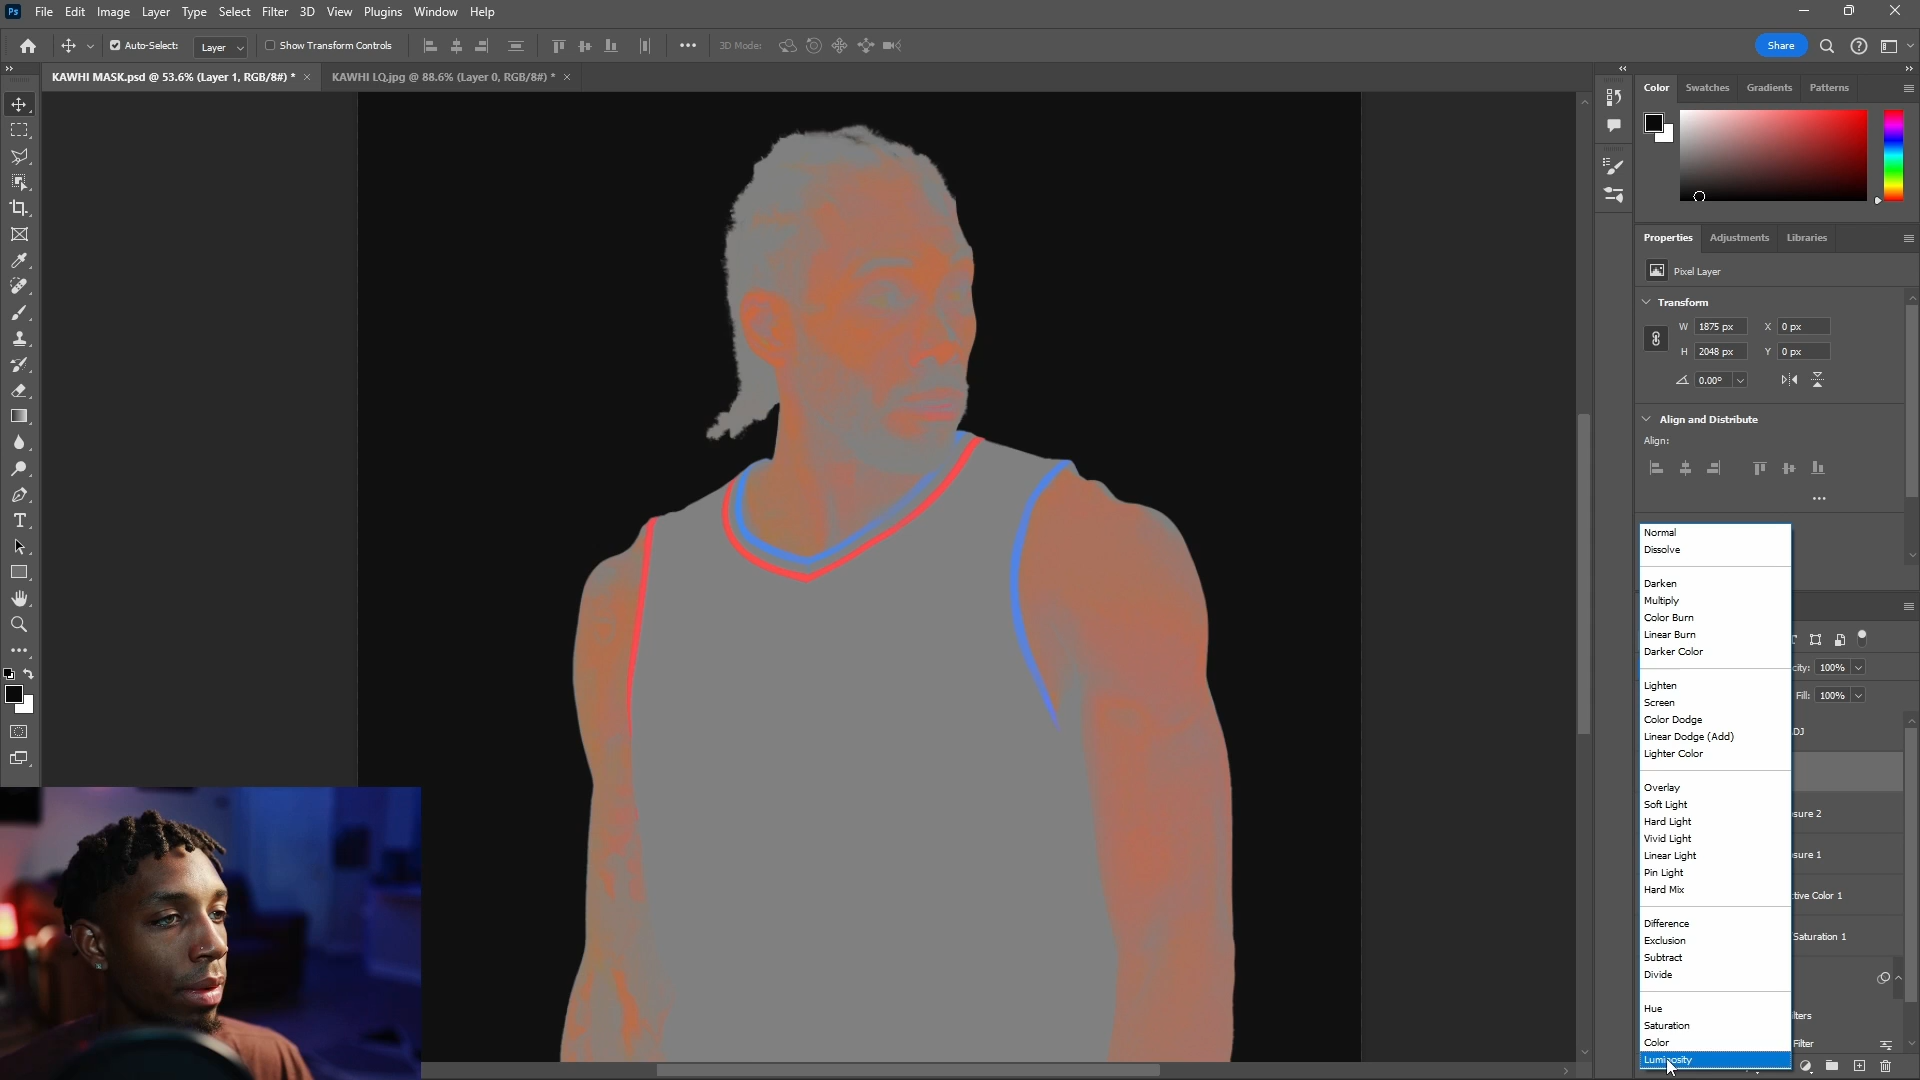 Ps File Edit Image Layer Type Select Filter 3D View Plugins Window Help
Auto-Select: Layer Show Transform Controls 3D Mode: Share
KAWHI MASK.psd @ 53.6% (Layer 1, RGB/8#) * × KAWHI LQ.jpg @ 88.6% (Layer 0, RGB/8#) * ×
Color Swatches Gradients Patterns
Properties Adjustments Libraries
Pixel Layer
Transform
W 1875 px X 0 px
H 2048 px Y 0 px
0.00°
Align and Distribute
Align:
Normal
Dissolve
Darken
Multiply
Color Burn
Linear Burn
Darker Color
city: 100%
Lighten
Fill: 100%
Screen
Color Dodge
Linear Dodge (Add)
DJ
Lighter Color
Overlay
Soft Light
sure 2
Hard Light
Vivid Light
Linear Light
sure 1
Pin Light
Hard Mix
ctive Color 1
Difference
Exclusion
Saturation 1
Subtract
Divide
Hue
lters
Saturation
Color
Filter
Luminosity